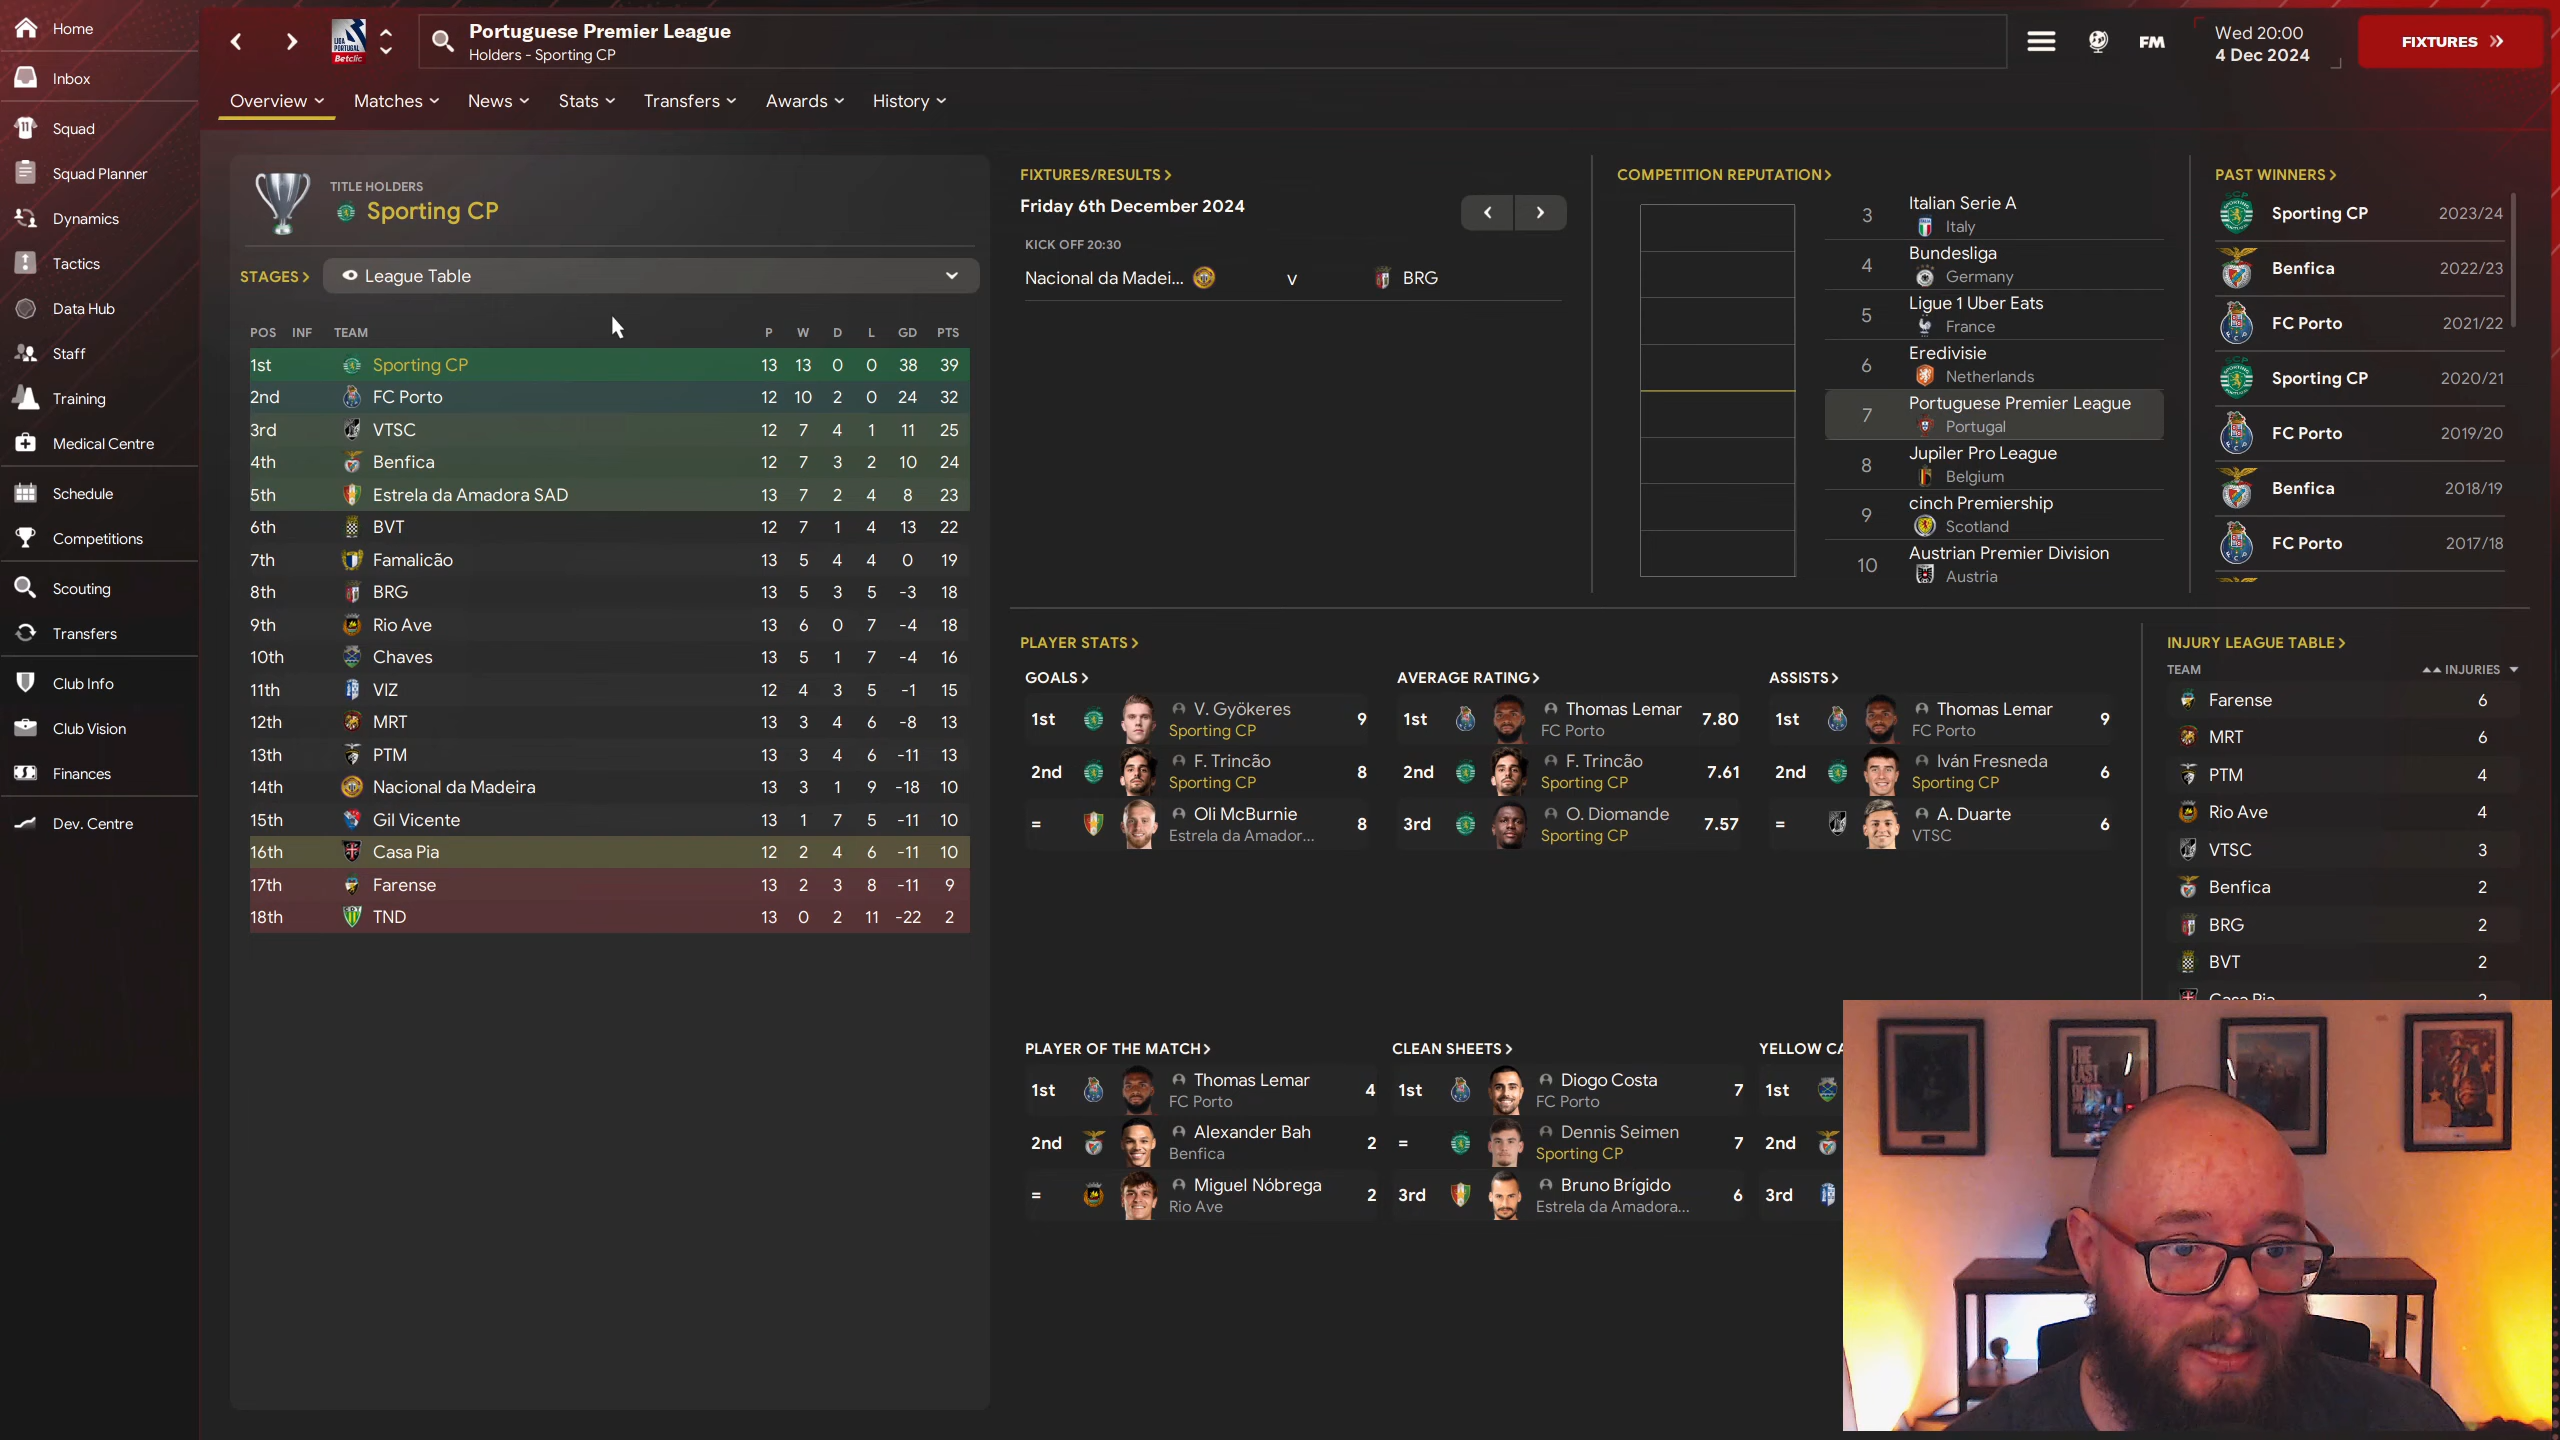 Home
Inbox
Squad
Squad Planner
Dynamics
Tactics
Data Hub
Staff
Training
Medical Centre
Schedule
Competitions
Scouting
Transfers
Club Info
Club Vision
Finances
Dev. Centre
Portuguese Premier League
Holders - Sporting CP
FM
Wed 20:00
4 Dec 2024
FIXTURES
Overview Matches News Stats Transfers Awards History
TITLE HOLDERS
Sporting CP
STAGES
League Table
POS INF TEAM P W D L GD PTS
1st Sporting CP 13 13 0 0 38 39
2nd FC Porto 12 10 2 0 24 32
3rd VTSC 12 7 4 1 11 25
4th Benfica 12 7 3 2 10 24
5th Estrela da Amadora SAD 13 7 2 4 8 23
6th BVT 12 7 1 4 13 22
7th Famalicão 13 5 4 4 0 19
8th BRG 13 5 3 5 -3 18
9th Rio Ave 13 6 0 7 -4 18
10th Chaves 13 5 1 7 -4 16
11th VIZ 12 4 3 5 -1 15
12th MRT 13 3 4 6 -8 13
13th PTM 13 3 4 6 -11 13
14th Nacional da Madeira 13 3 1 9 -18 10
15th Gil Vicente 13 1 7 5 -11 10
16th Casa Pia 12 2 4 6 -11 10
17th Farense 13 2 3 8 -11 9
18th TND 13 0 2 11 -22 2
FIXTURES/RESULTS
Friday 6th December 2024
KICK OFF 20:30
Nacional da Madei... v BRG
COMPETITION REPUTATION
3 Italian Serie A
Italy
4 Bundesliga
Germany
5 Ligue 1 Uber Eats
France
6 Eredivisie
Netherlands
7 Portuguese Premier League
Portugal
8 Jupiler Pro League
Belgium
9 cinch Premiership
Scotland
10 Austrian Premier Division
Austria
PAST WINNERS
Sporting CP 2023/24
Benfica 2022/23
FC Porto 2021/22
Sporting CP 2020/21
FC Porto 2019/20
Benfica 2018/19
FC Porto 2017/18
PLAYER STATS
GOALS
1st V. Gyökeres 9
Sporting CP
2nd F. Trincão 8
Sporting CP
= Oli McBurnie 8
Estrela da Amador...
AVERAGE RATING
1st Thomas Lemar 7.80
FC Porto
2nd F. Trincão 7.61
Sporting CP
3rd O. Diomande 7.57
Sporting CP
ASSISTS
1st Thomas Lemar 9
FC Porto
2nd Iván Fresneda 6
Sporting CP
= A. Duarte 6
VTSC
INJURY LEAGUE TABLE
TEAM INJURIES
Farense 6
MRT 6
PTM 4
Rio Ave 4
VTSC 3
Benfica 2
BRG 2
BVT 2
Casa Pia 2
PLAYER OF THE MATCH
1st Thomas Lemar 4
FC Porto
2nd Alexander Bah 2
Benfica
= Miguel Nóbrega 2
Rio Ave
CLEAN SHEETS
1st Diogo Costa 7
FC Porto
= Dennis Seimen 7
Sporting CP
3rd Bruno Brígido 6
Estrela da Amadora...
YELLOW CA
1st
2nd
3rd
THE LAST OF US